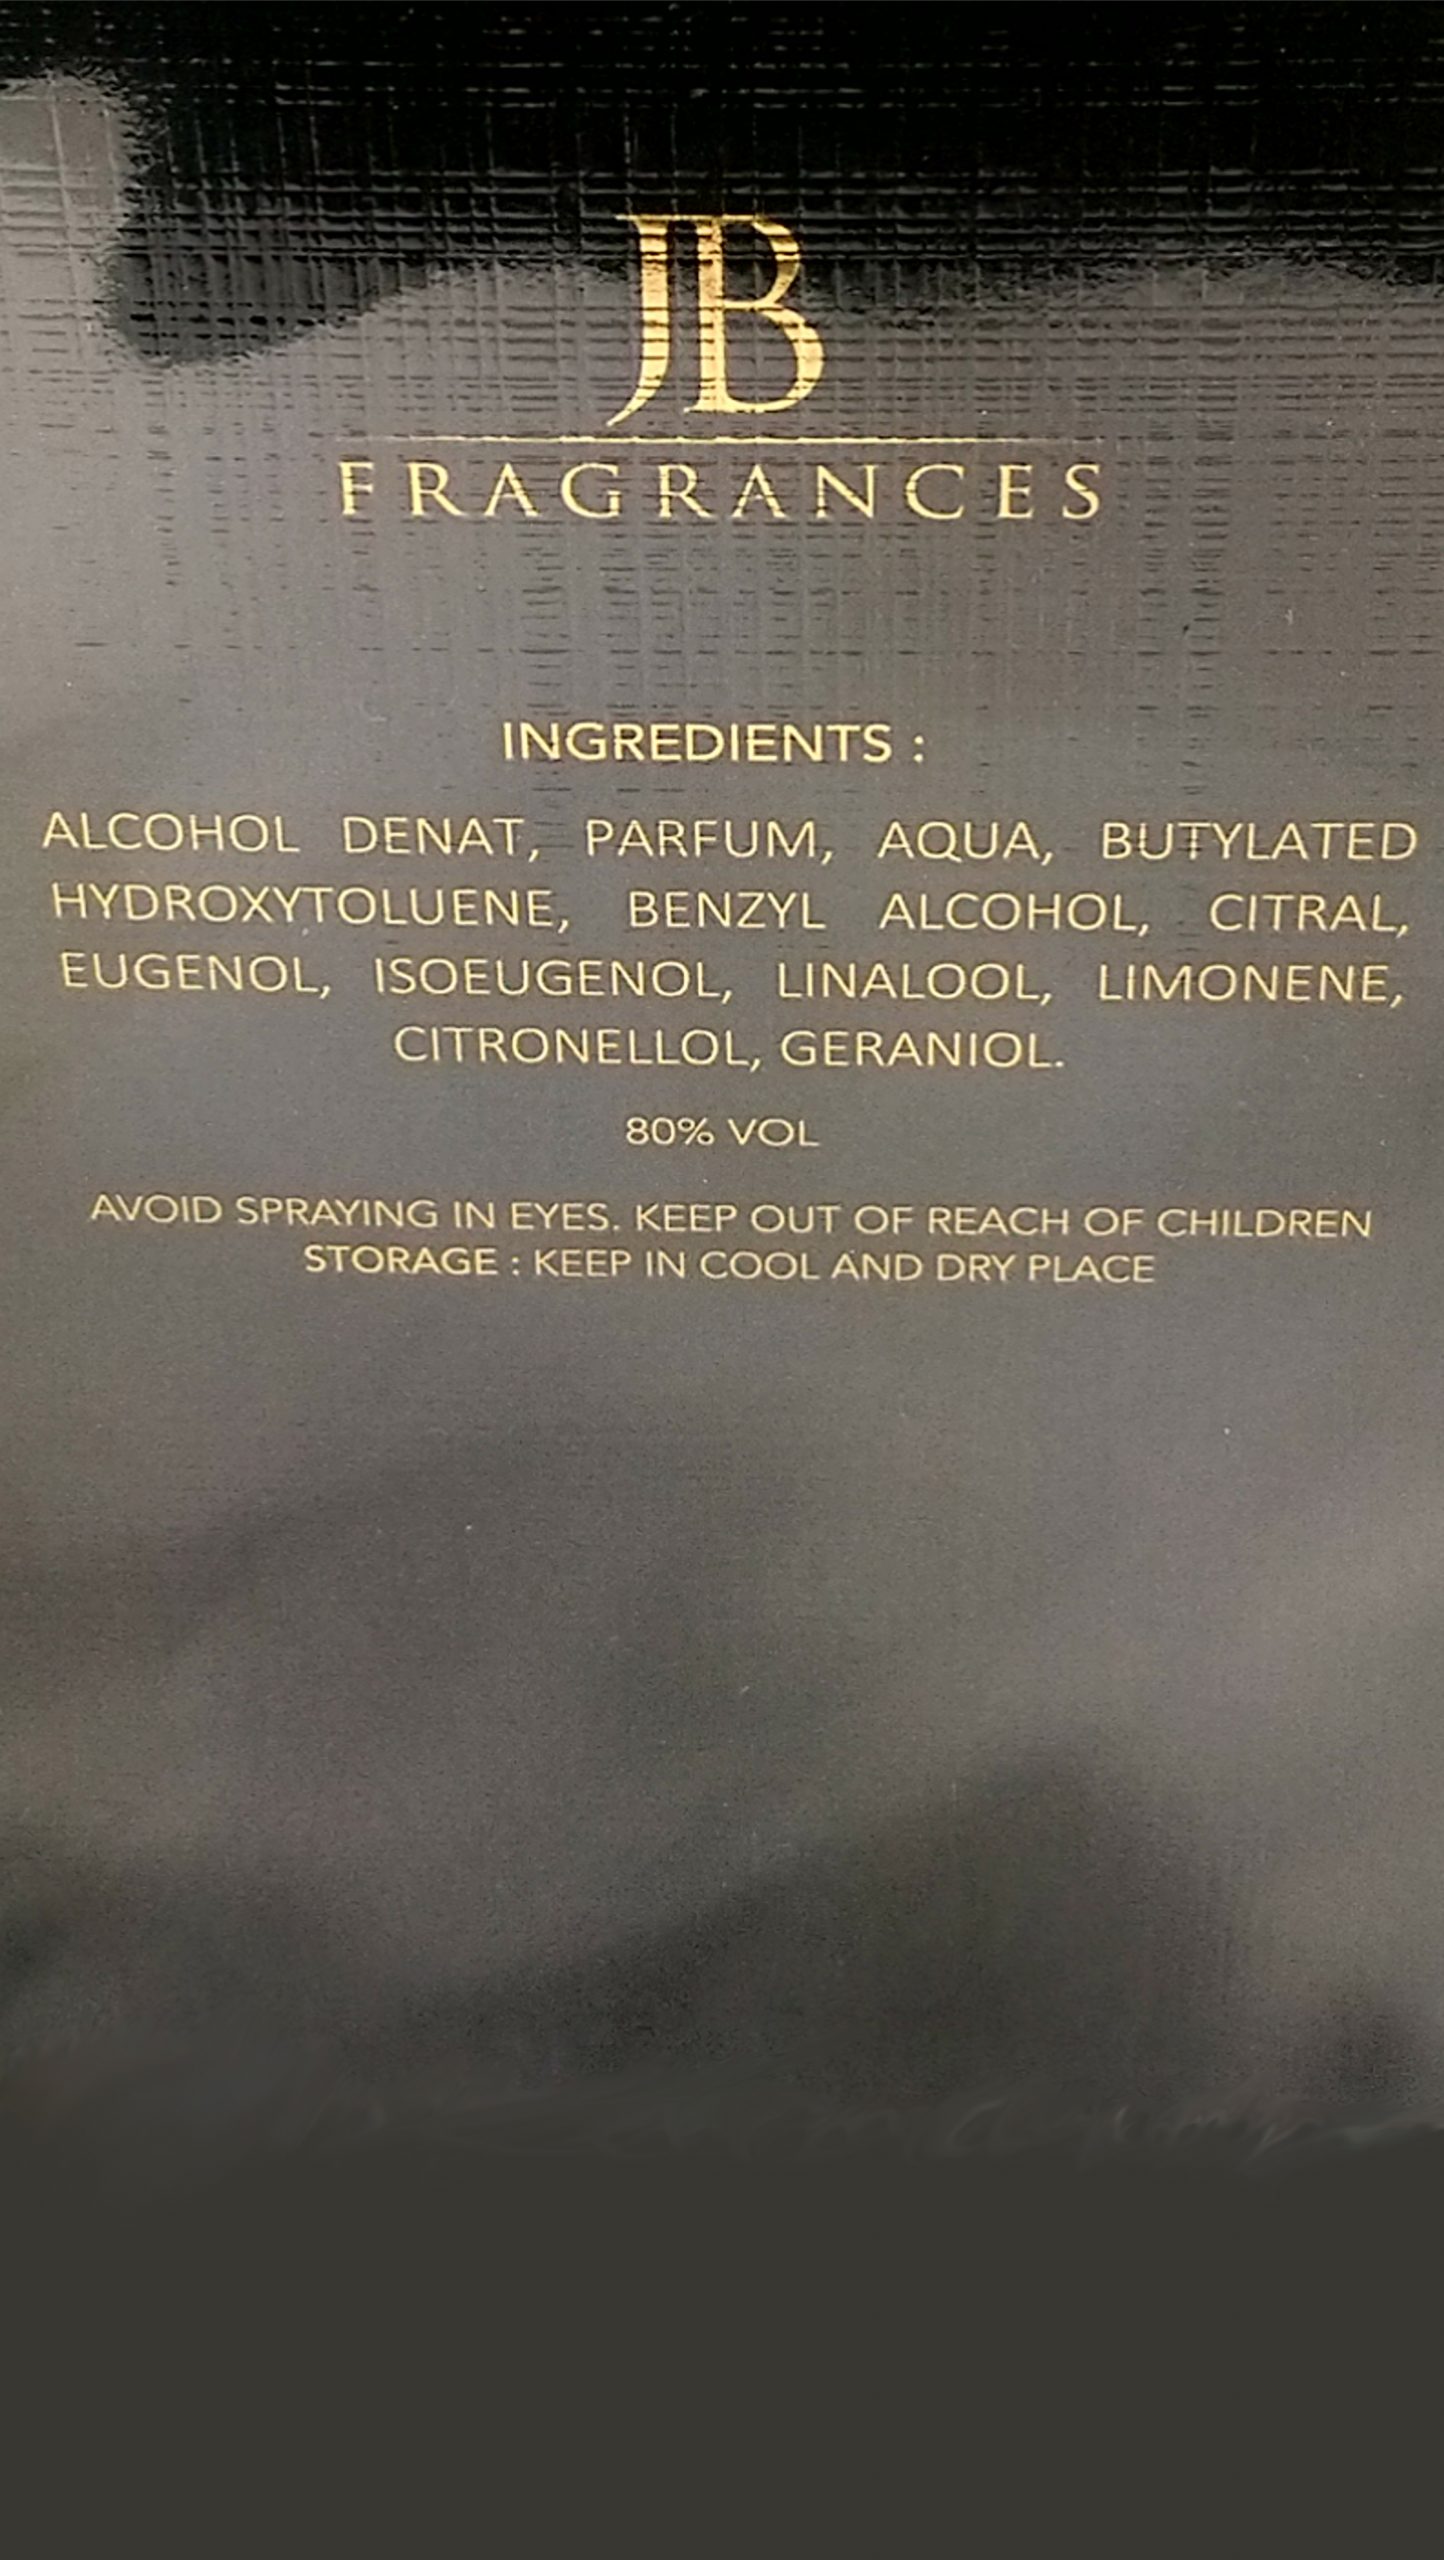 JB
FRAGRANCES
INGREDIENTS :
ALCOHOL DENAT, PARFUM, AQUA, BUTYLATED
HYDROXYTOLUENE, BENZYL ALCOHOL, CITRAL,
EUGENOL, ISOEUGENOL, LINALOOL, LIMONENE,
CITRONELLOL, GERANIOL.
80% VOL
AVOID SPRAYING IN EYES. KEEP OUT OF REACH OF CHILDREN
STORAGE : KEEP IN COOL AND DRY PLACE